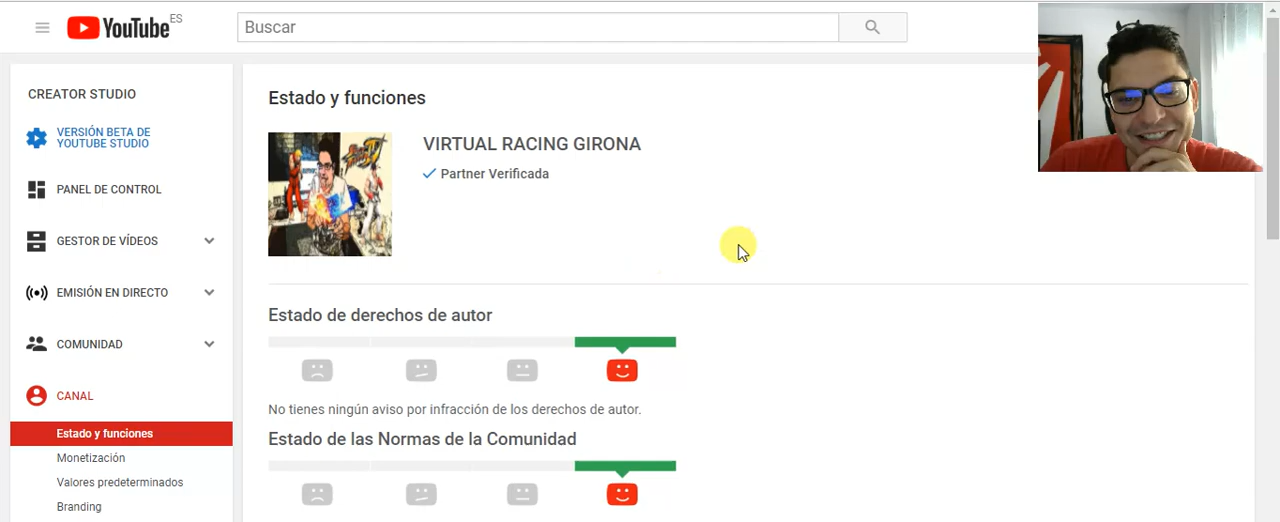 YouTube ES
Buscar
CREATOR STUDIO
VERSIÓN BETA DE
YOUTUBE STUDIO
PANEL DE CONTROL
GESTOR DE VÍDEOS
EMISIÓN EN DIRECTO
COMUNIDAD
CANAL
Estado y funciones
Monetización
Valores predeterminados
Branding
Estado y funciones
VIRTUAL RACING GIRONA
Partner Verificada
Estado de derechos de autor
No tienes ningún aviso por infracción de los derechos de autor.
Estado de las Normas de la Comunidad